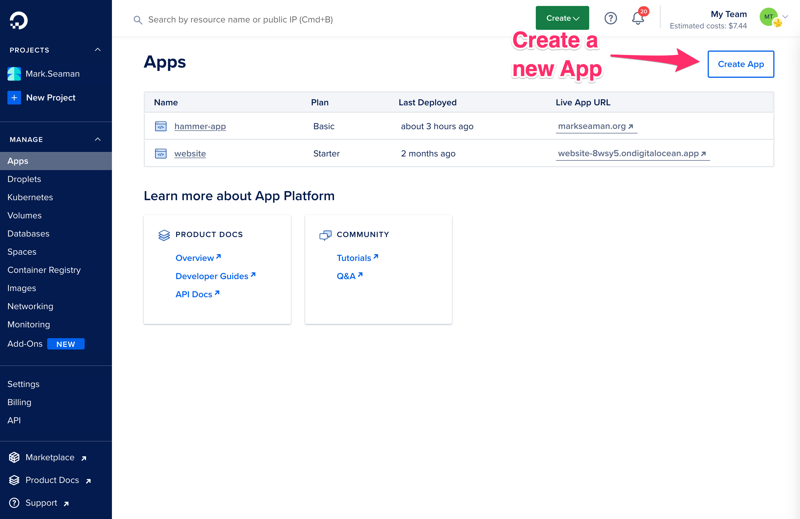 Search by resource name or public IP (Cmd+B)
Create
20
My Team
Estimated costs: $7.44
MT
PROJECTS
Mark.Seaman
+ New Project
MANAGE
Apps
Droplets
Kubernetes
Volumes
Databases
Spaces
Container Registry
Images
Networking
Monitoring
Add-Ons NEW
Settings
Billing
API
Marketplace ↗
Product Docs ↗
Support ↗
Apps
Create a
new App
Create App
Name Plan Last Deployed Live App URL
hammer-app Basic about 3 hours ago markseaman.org ↗
website Starter 2 months ago website-8wsy5.ondigitalocean.app ↗
Learn more about App Platform
PRODUCT DOCS
Overview ↗
Developer Guides ↗
API Docs ↗
COMMUNITY
Tutorials ↗
Q&A ↗